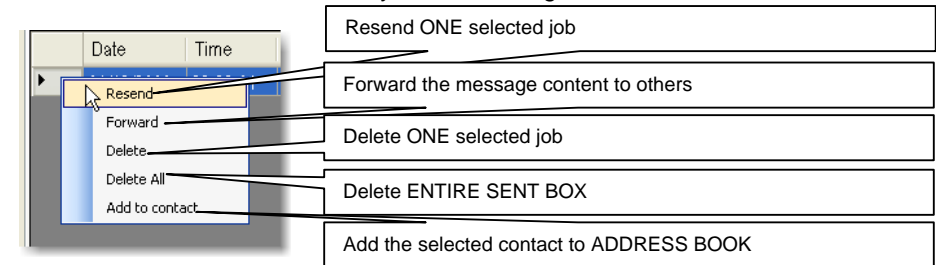 Date Time
Resend
Forward
Delete
Delete All
Add to contact
Resend ONE selected job
Forward the message content to others
Delete ONE selected job
Delete ENTIRE SENT BOX
Add the selected contact to ADDRESS BOOK